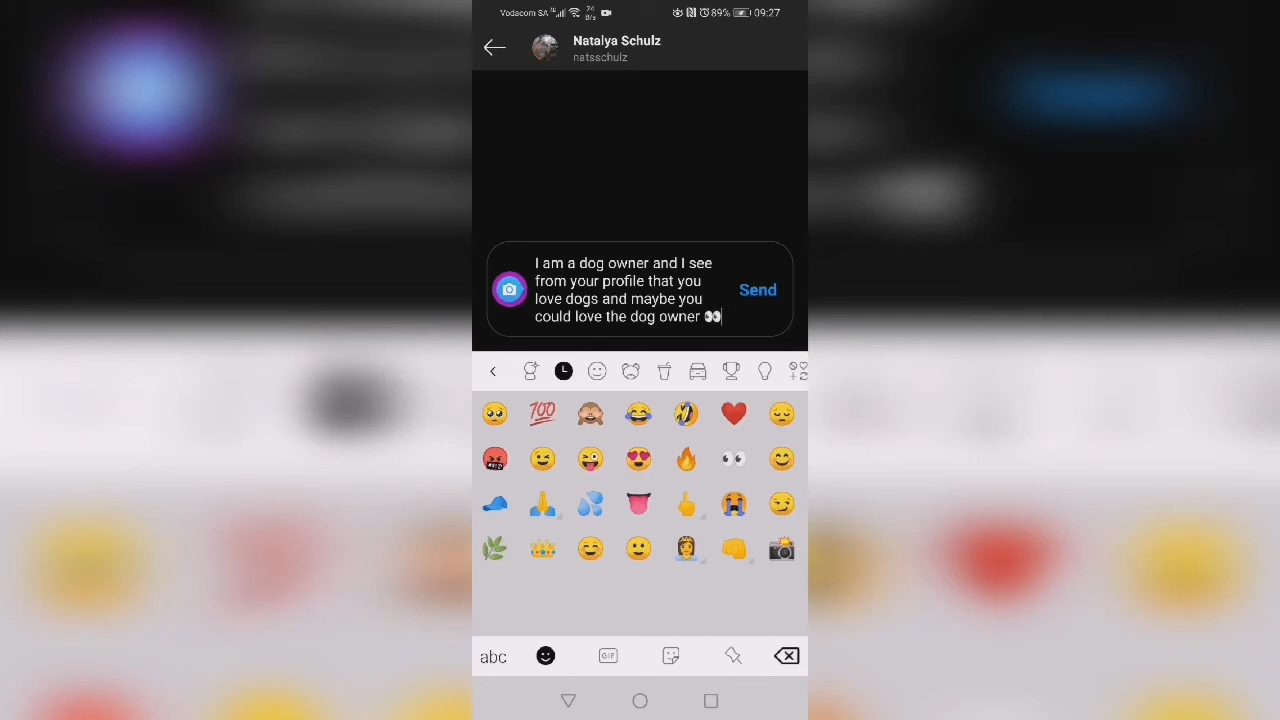 Vodacom SA 24 B/s 89% 09:27
Natalya Schulz
natsschulz
I am a dog owner and I see
from your profile that you
love dogs and maybe you
could love the dog owner 👀
Send
abc GIF